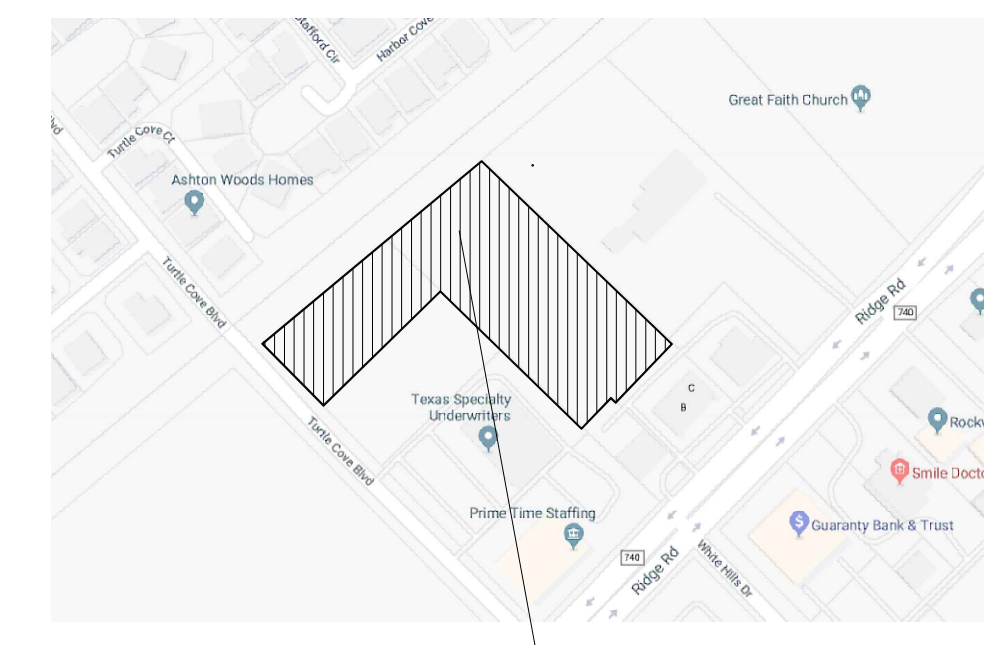 Stafford Cir
Harbor Cove
Great Faith Church
lvd
Turtle Cove Ct
Ashton Woods Homes
Turtle Cove Blvd
Ridge Rd
740
C
B
Texas Specialty
Underwriters
Rockw
Turtle Cove Blvd
Smile Docto
Prime Time Staffing
$
Guaranty Bank & Trust
740
Ridge Rd
White Hills Dr